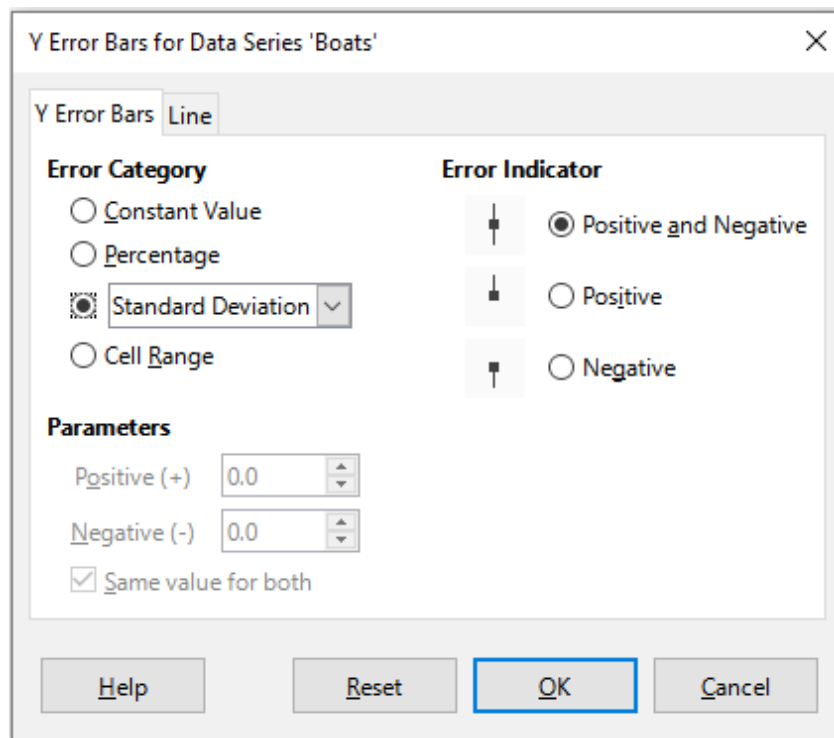 Y Error Bars for Data Series 'Boats'
Y Error Bars Line
Error Category
Constant Value
Percentage
Standard Deviation
Cell Range
Error Indicator
Positive and Negative
Positive
Negative
Parameters
Positive (+) 0.0
Negative (-) 0.0
Same value for both
Help Reset OK Cancel